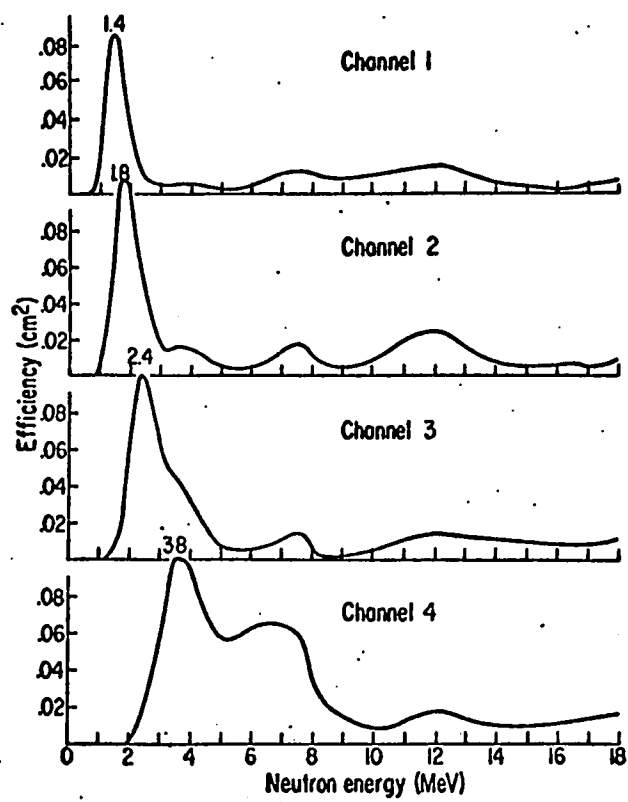 1.4
Channel 1
.08
.06
.04
.02
1.8
Channel 2
.08
.06
.04
.02
2.4
Channel 3
.08
.06
.04
.02
3.8
Channel 4
.08
.06
.04
.02
Efficiency (cm²)
0 2 4 6 8 10 12 14 16 18
Neutron energy (MeV)